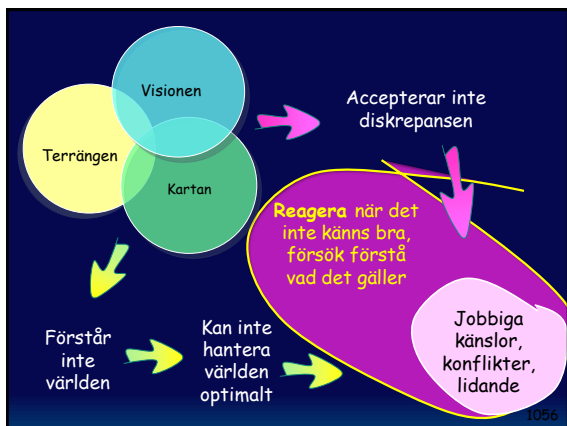 Visionen
Terrängen
Kartan
Accepterar inte
diskrepansen
Reagera när det
inte känns bra,
försök förstå
vad det gäller
Förstår
inte
världen
Kan inte
hantera
världen
optimalt
Jobbiga
känslor,
konflikter,
lidande
1056